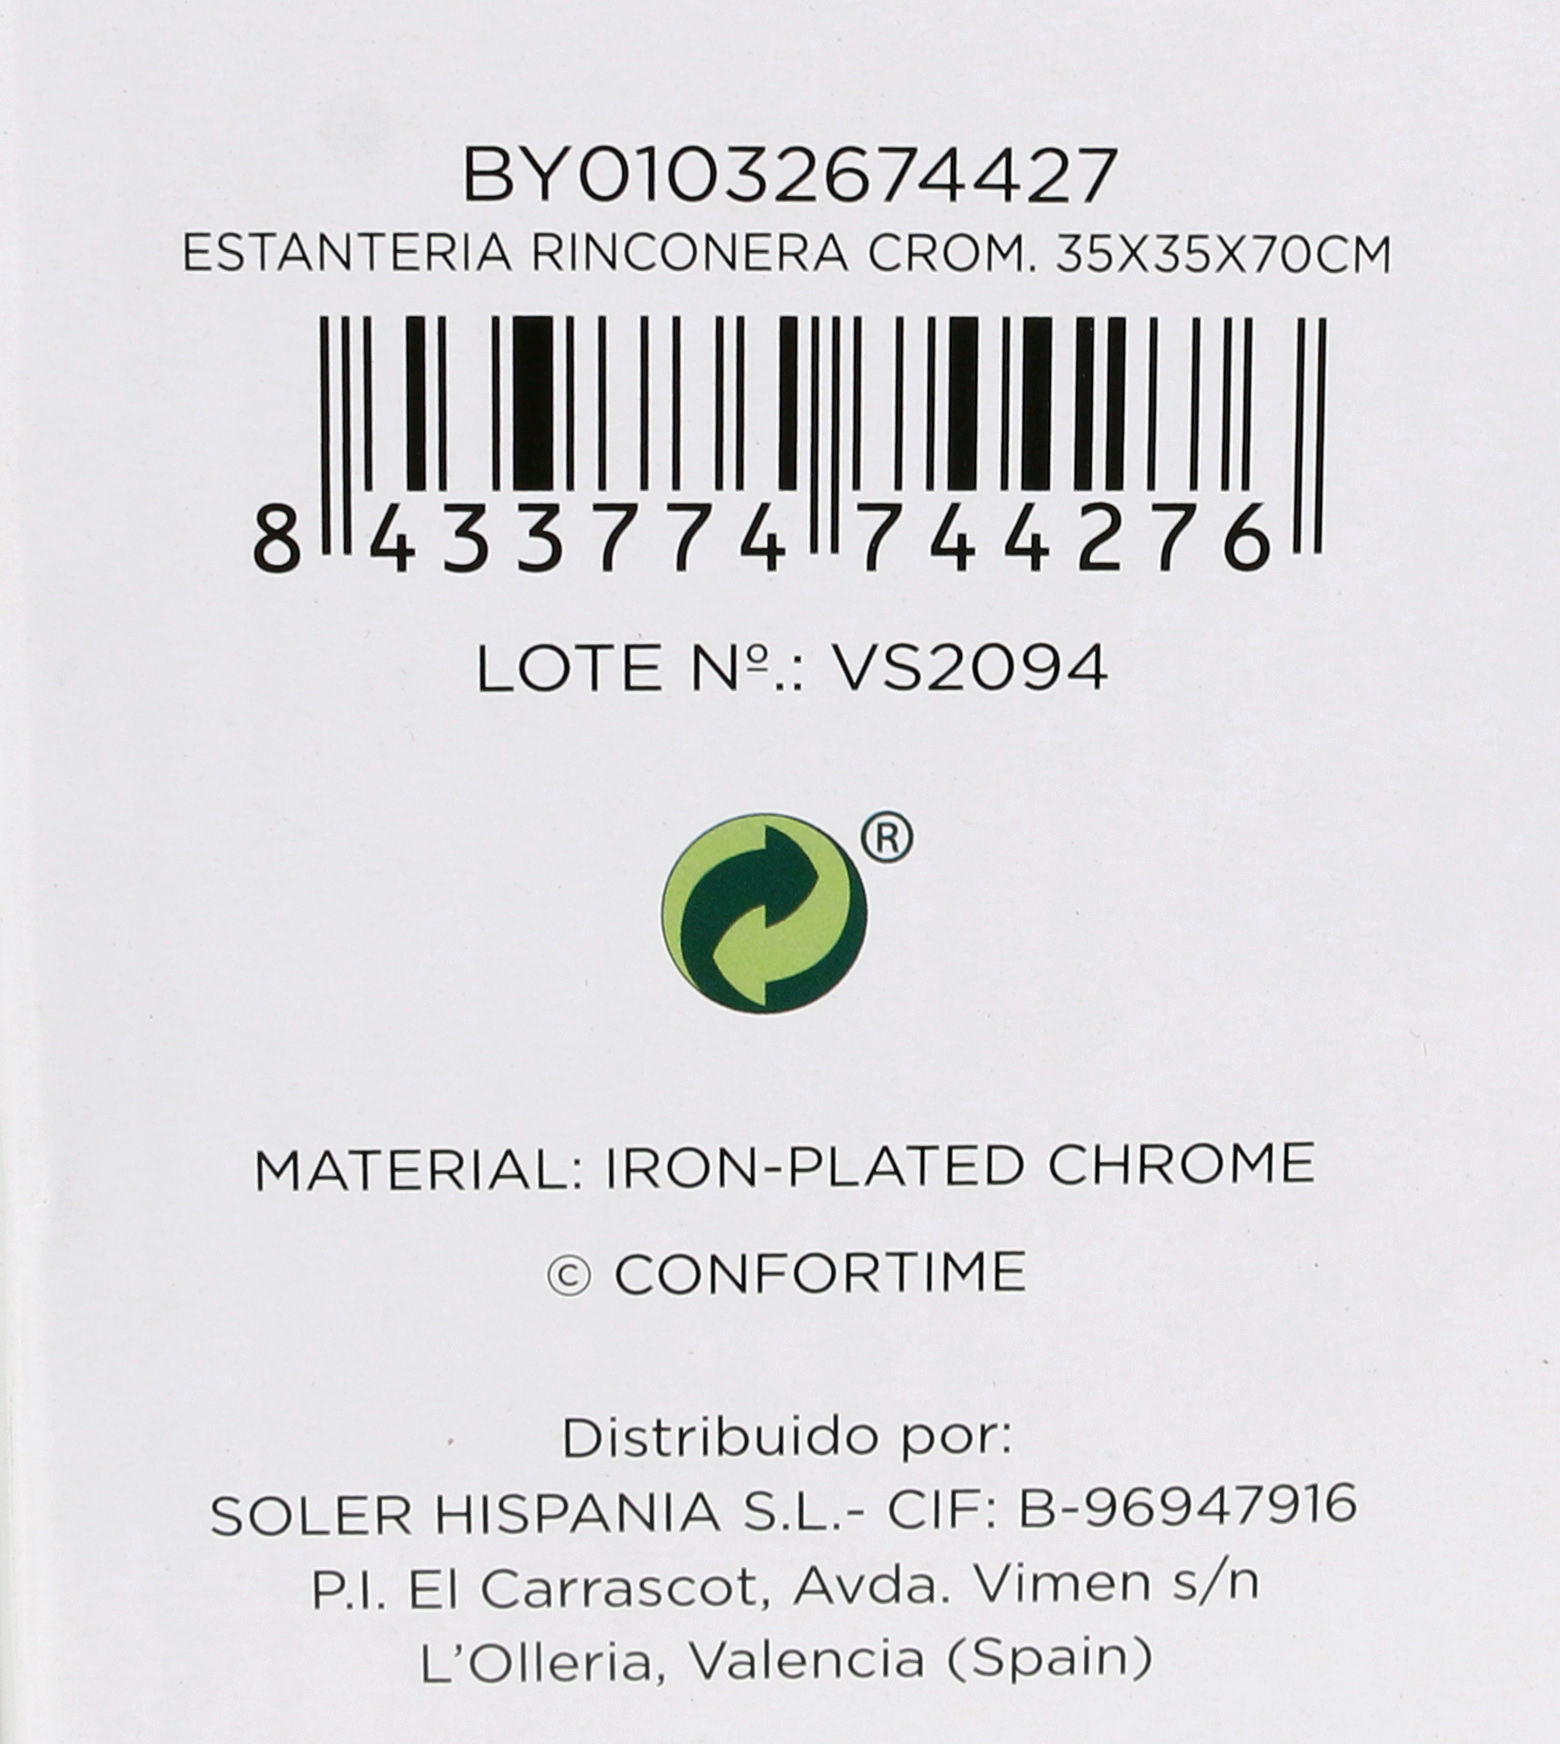 BY01032674427
ESTANTERIA RINCONERA CROM. 35X35X70CM
8 433774 744276
LOTE Nº.: VS2094
®
MATERIAL: IRON-PLATED CHROME
© CONFORTIME
Distribuido por:
SOLER HISPANIA S.L.- CIF: B-96947916
P.I. El Carrascot, Avda. Vimen s/n
L'Olleria, Valencia (Spain)